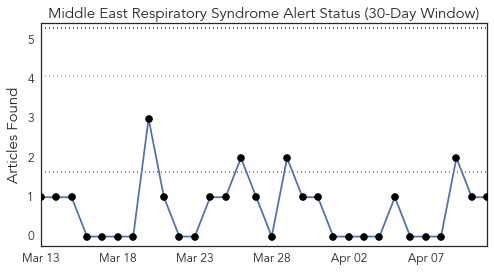 Middle East Respiratory Syndrome Alert Status (30-Day Window)
Articles Found
5
4
3
2
1
0
Mar 13 Mar 18 Mar 23 Mar 28 Apr 02 Apr 07